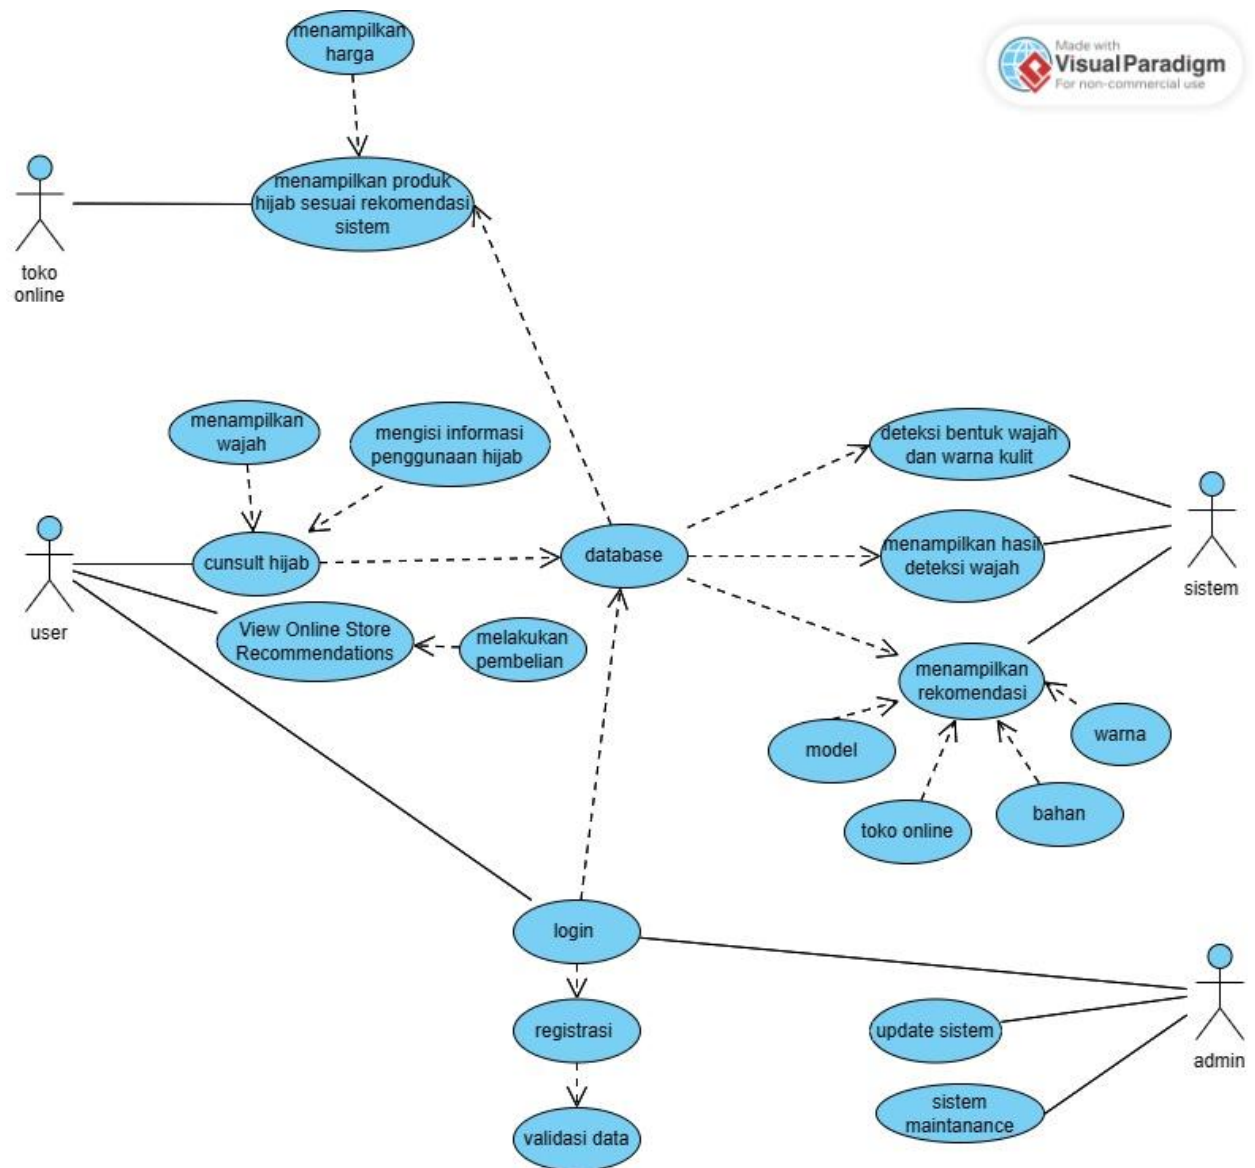 menampilkan
harga
Made with
VisualParadigm
For non-commercial use
menampilkan produk
hijab sesuai rekomendasi
sistem
toko
online
menampilkan
wajah
mengisi informasi
penggunaan hijab
deteksi bentuk wajah
dan warna kulit
cunsult hijab
database
menampilkan hasil
deteksi wajah
sistem
user
View Online Store
Recommendations
melakukan
pembelian
menampilkan
rekomendasi
model
warna
toko online
bahan
login
registrasi
update sistem
admin
validasi data
sistem
maintanance